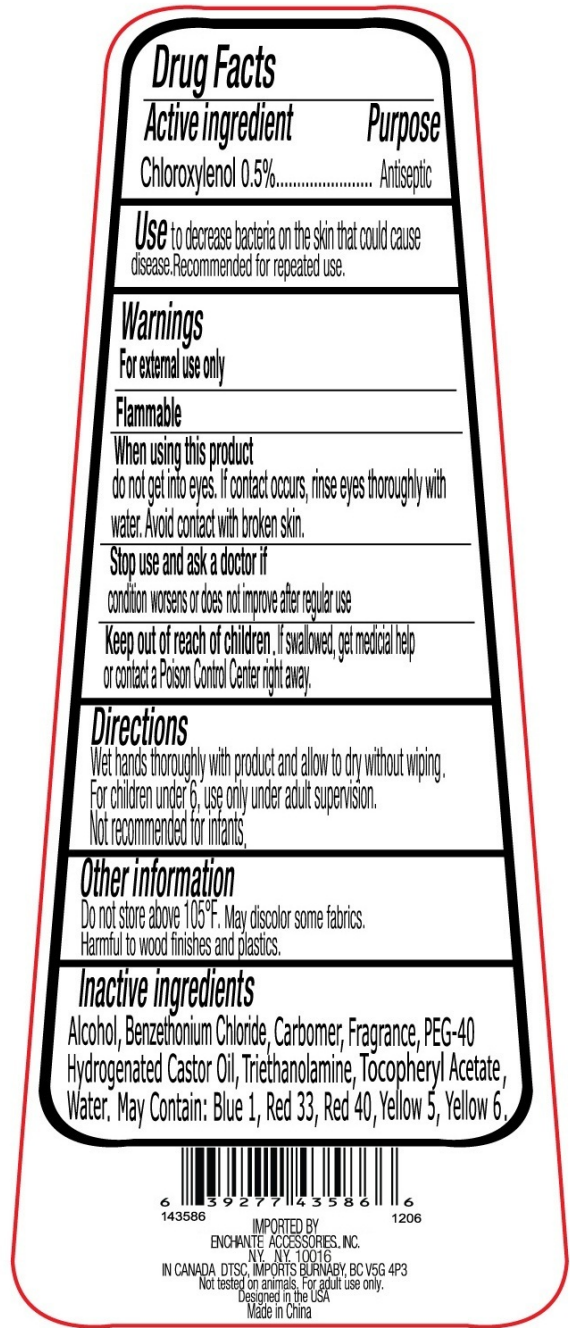 Drug Facts
Active ingredient Purpose
Chloroxylenol 0.5%....................... Antiseptic
Use to decrease bacteria on the skin that could cause
disease.Recommended for repeated use.
Warnings
For external use only
Flammable
When using this product
do not get into eyes. If contact occurs, rinse eyes thoroughly with
water. Avoid contact with broken skin.
Stop use and ask a doctor if
condition worsens or does not improve after regular use
Keep out of reach of children. If swallowed, get medicial help
or contact a Poison Control Center right away.
Directions
Wet hands thoroughly with product and allow to dry without wiping.
For children under 6, use only under adult supervision.
Not recommended for infants.
Other information
Do not store above 105°F. May discolor some fabrics.
Harmful to wood finishes and plastics.
Inactive ingredients
Alcohol, Benzethonium Chloride, Carbomer, Fragrance, PEG-40
Hydrogenated Castor Oil, Triethanolamine, Tocopheryl Acetate,
Water. May Contain: Blue 1, Red 33, Red 40, Yellow 5, Yellow 6.
6 39277 43586 6
143586 1206
IMPORTED BY
ENCHANTE ACCESSORIES. INC.
N.Y. N.Y. 10016
IN CANADA DTSC, IMPORTS BURNABY, BC V5G 4P3
Not tested on animals. For adult use only.
Designed in the USA
Made in China